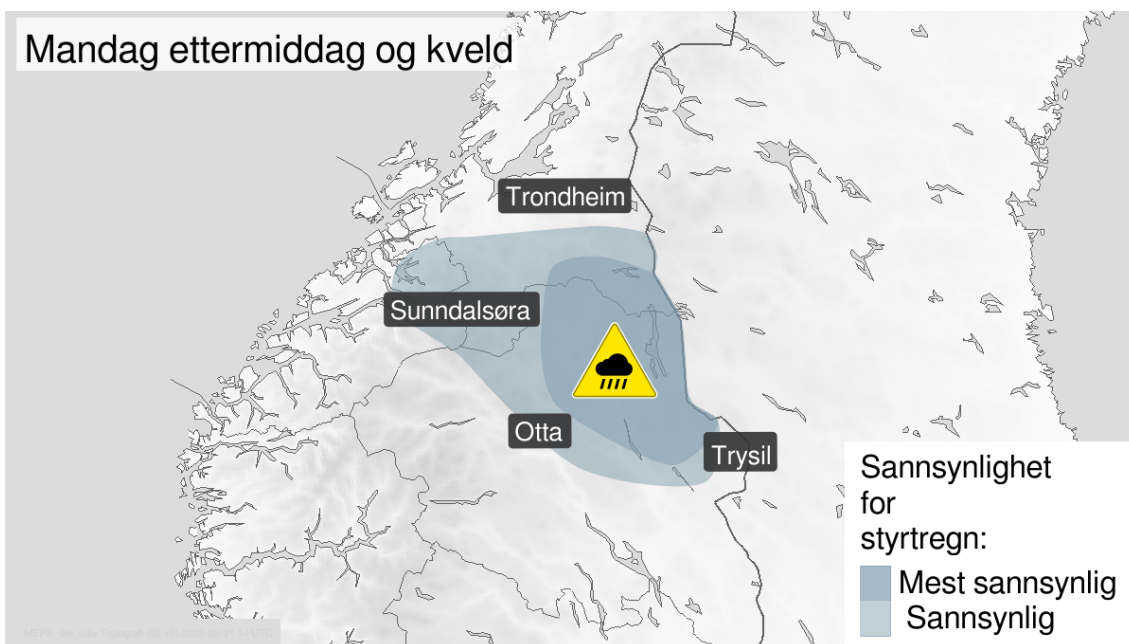 Mandag ettermiddag og kveld
Trondheim
Sunndalsøra
Otta
Trysil
Sannsynlighet
for
styrtregn:
Mest sannsynlig
Sannsynlig